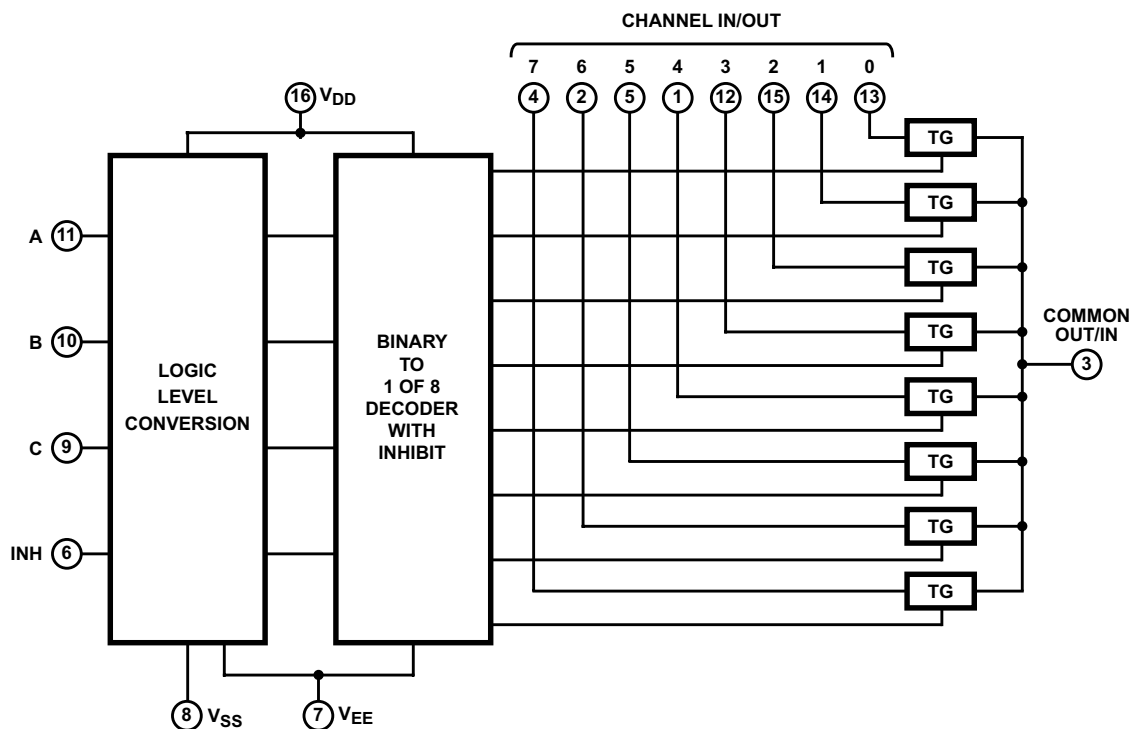 CHANNEL IN/OUT
7 6 5 4 3 2 1 0
4 2 5 1 12 15 14 13
16 VDD
TG
TG
TG
TG
TG
TG
TG
TG
A 11
B 10
C 9
INH 6
LOGIC
LEVEL
CONVERSION
BINARY
TO
1 OF 8
DECODER
WITH
INHIBIT
COMMON
OUT/IN
3
8 VSS
7 VEE